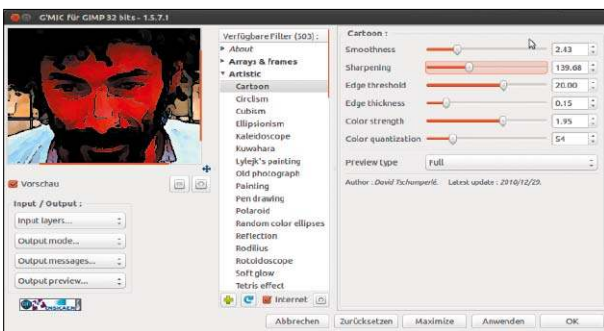 G'MIC für GIMP 32 bits - 1.5.7.1
Vorschau
Input / Output :
Input layers...
Output mode...
Output messages...
Output preview...
Verfügbare Filter (503) :
About
Arrays & frames
Artistic
Cartoon
Circlism
Cubism
Ellipsionism
Kaleidoscope
Kuwahara
Lylejk's painting
Old photograph
Painting
Pen drawing
Polaroid
Random color ellipses
Reflection
Rodilius
Rotoidoscope
Soft glow
Tetris effect
Internet
Cartoon :
Smoothness 2.43
Sharpening 139.68
Edge threshold 20.00
Edge thickness 0.15
Color strength 1.95
Color quantization 54
Preview type Full
Author : David Tschumperlé. Latest update : 2010/12/29.
Abbrechen Zurücksetzen Maximize Anwenden OK